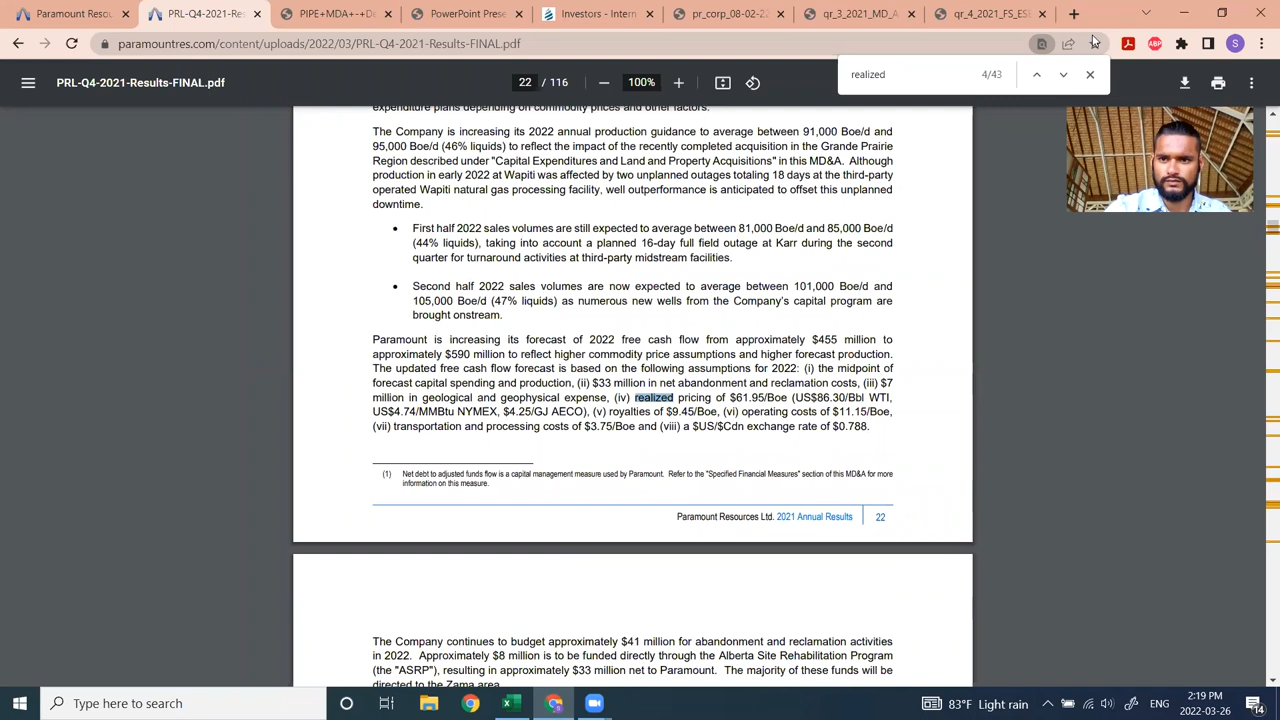 Paramount Res
PRL-Q4-2021-Res
PIPE+MDA+-+De
PowerPoint Prese
Investors - Intern
pr_corp_08-02-22
qr_3_2021_MD_A
qr_4_2021_FS_ES
paramountres.com/content/uploads/2022/03/PRL-Q4-2021-Results-FINAL.pdf
ABP
S
PRL-Q4-2021-Results-FINAL.pdf
22 / 116
100%
realized
4/43
expenditure plans depending on commodity prices and other factors.
The Company is increasing its 2022 annual production guidance to average between 91,000 Boe/d and
95,000 Boe/d (46% liquids) to reflect the impact of the recently completed acquisition in the Grande Prairie
Region described under "Capital Expenditures and Land and Property Acquisitions" in this MD&A. Although
production in early 2022 at Wapiti was affected by two unplanned outages totaling 18 days at the third-party
operated Wapiti natural gas processing facility, well outperformance is anticipated to offset this unplanned
downtime.
• First half 2022 sales volumes are still expected to average between 81,000 Boe/d and 85,000 Boe/d
(44% liquids), taking into account a planned 16-day full field outage at Karr during the second
quarter for turnaround activities at third-party midstream facilities.
• Second half 2022 sales volumes are now expected to average between 101,000 Boe/d and
105,000 Boe/d (47% liquids) as numerous new wells from the Company's capital program are
brought onstream.
Paramount is increasing its forecast of 2022 free cash flow from approximately $455 million to
approximately $590 million to reflect higher commodity price assumptions and higher forecast production.
The updated free cash flow forecast is based on the following assumptions for 2022: (i) the midpoint of
forecast capital spending and production, (ii) $33 million in net abandonment and reclamation costs, (iii) $7
million in geological and geophysical expense, (iv) realized pricing of $61.95/Boe (US$86.30/Bbl WTI,
US$4.74/MMBtu NYMEX, $4.25/GJ AECO), (v) royalties of $9.45/Boe, (vi) operating costs of $11.15/Boe,
(vii) transportation and processing costs of $3.75/Boe and (viii) a $US/$Cdn exchange rate of $0.788.
(1) Net debt to adjusted funds flow is a capital management measure used by Paramount. Refer to the "Specified Financial Measures" section of this MD&A for more
information on this measure.
Paramount Resources Ltd. 2021 Annual Results 22
The Company continues to budget approximately $41 million for abandonment and reclamation activities
in 2022. Approximately $8 million is to be funded directly through the Alberta Site Rehabilitation Program
(the "ASRP"), resulting in approximately $33 million net to Paramount. The majority of these funds will be
directed to the Zama area.
Type here to search
83°F Light rain
ENG
2:19 PM
2022-03-26
14